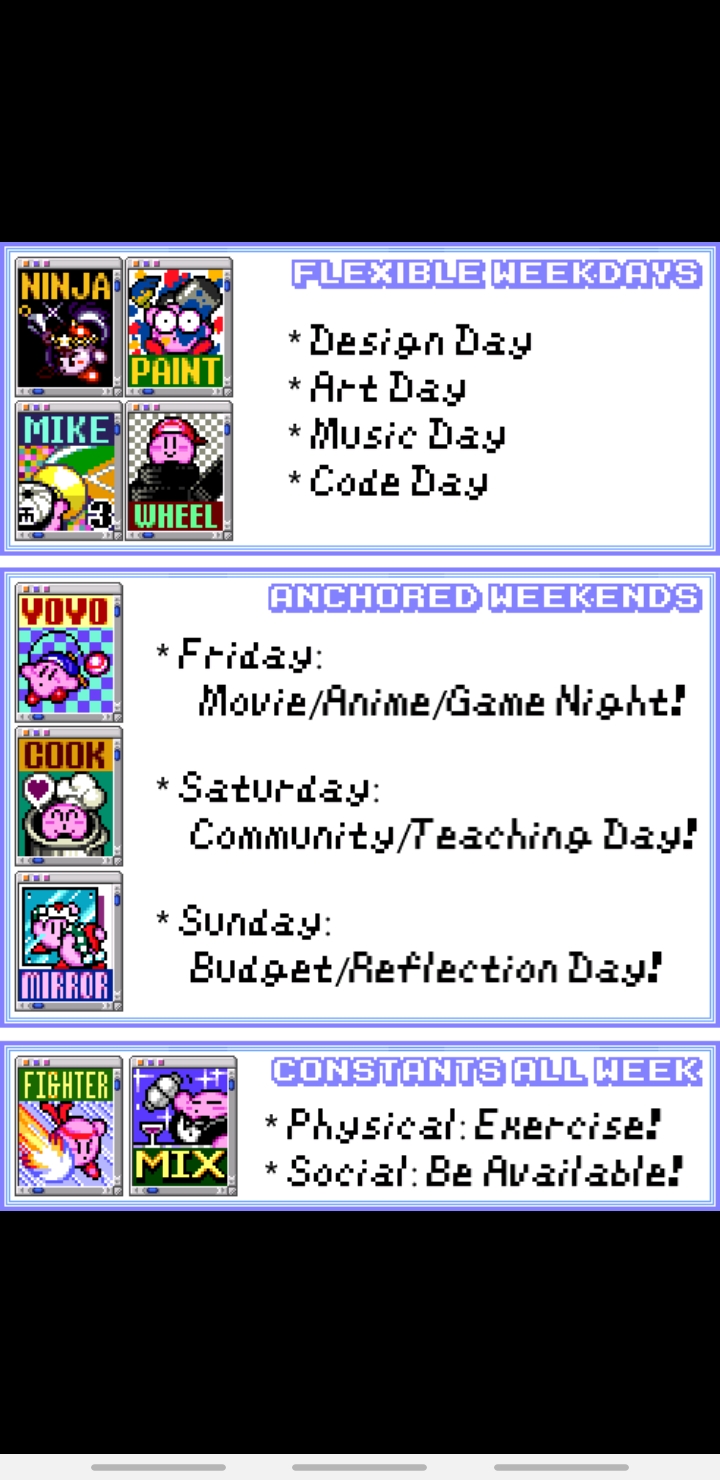 FLEXIBLE WEEKDAYS
NINJA
PAINT
MIKE
3
WHEEL
* Design Day
* Art Day
* Music Day
* Code Day
ANCHORED WEEKENDS
YOYO
COOK
MIRROR
* Friday:
Movie/Anime/Game Night!
* Saturday:
Community/Teaching Day!
* Sunday:
Budget/Reflection Day!
CONSTANTS ALL WEEK
FIGHTER
MIX
* Physical: Exercise!
* Social: Be Available!